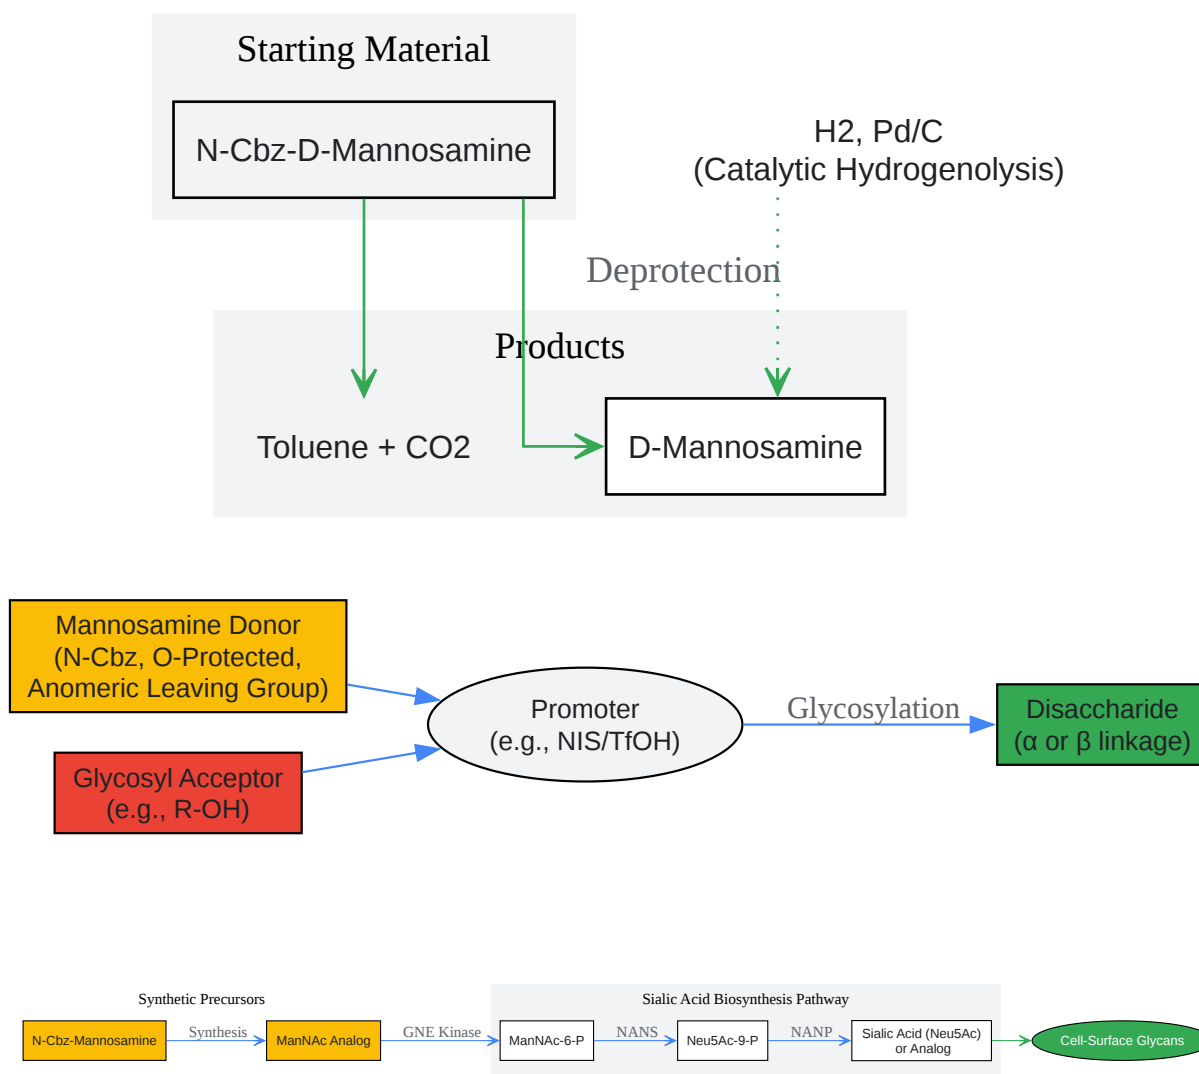 Starting Material
N-Cbz-D-Mannosamine
H2, Pd/C
(Catalytic Hydrogenolysis)
Deprotection
Products
Toluene + CO2
D-Mannosamine
Mannosamine Donor
(N-Cbz, O-Protected,
Anomeric Leaving Group)
Glycosyl Acceptor
(e.g., R-OH)
Promoter
(e.g., NIS/TfOH)
Glycosylation
Disaccharide
(α or β linkage)
Synthetic Precursors
N-Cbz-Mannosamine
Synthesis
ManNAc Analog
GNE Kinase
Sialic Acid Biosynthesis Pathway
ManNAc-6-P
NANS
Neu5Ac-9-P
NANP
Sialic Acid (Neu5Ac)
or Analog
Cell-Surface Glycans